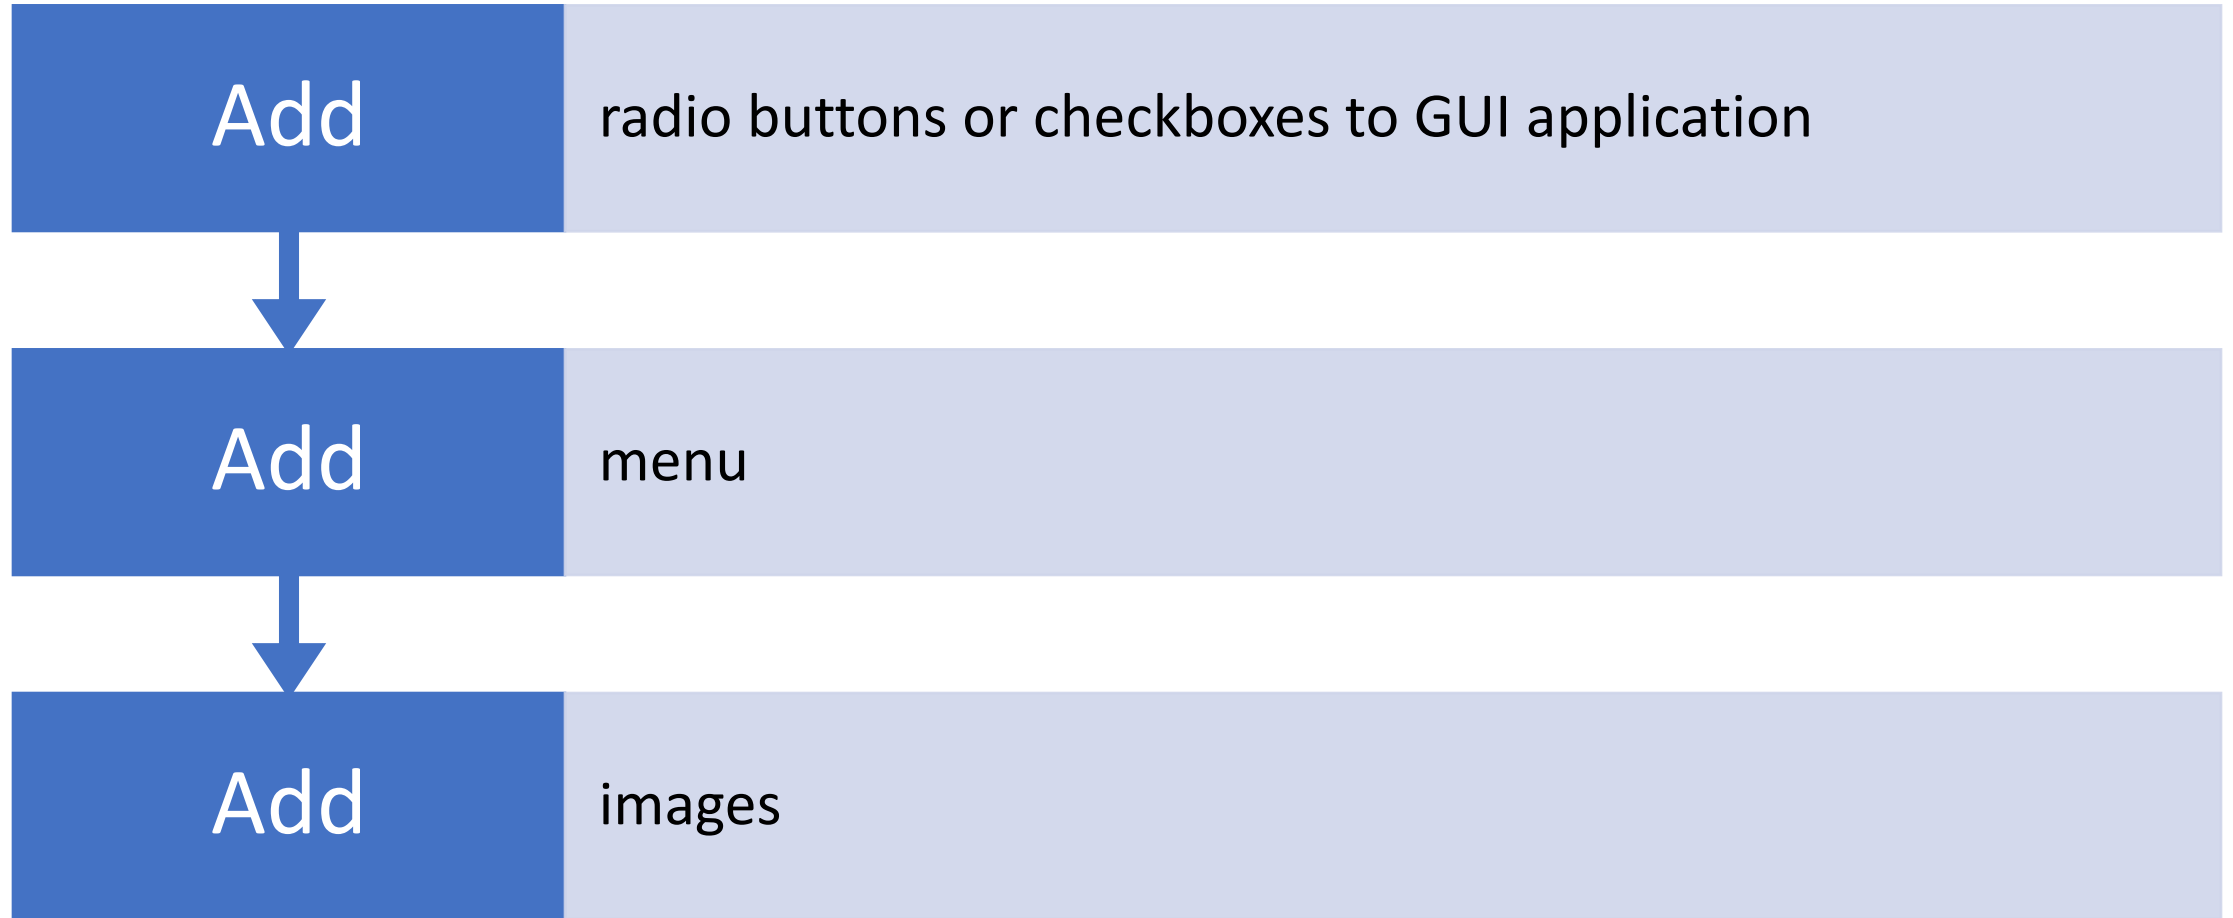 Add
radio buttons or checkboxes to GUI application
Add
menu
Add
images